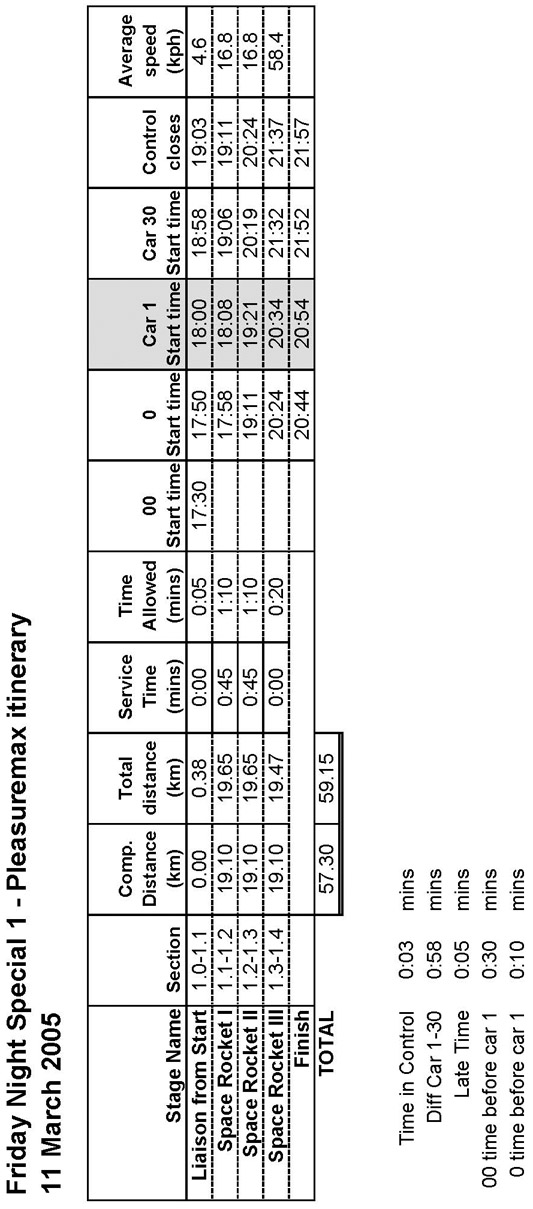 Friday Night Special 1 - Pleasuremax itinerary
11 March 2005
Stage Name Section Comp. Distance (km) Total distance (km) Service Time (mins) Time Allowed (mins) 00 Start time 0 Start time Car 1 Start time Car 30 Start time Control closes Average speed (kph)
Liaison from Start 1.0-1.1 0.00 0.38 0:00 0:05 17:30 17:50 18:00 18:58 19:03 4.6
Space Rocket I 1.1-1.2 19.10 19.65 0:45 1:10 17:58 18:08 19:06 19:11 16.8
Space Rocket II 1.2-1.3 19.10 19.65 0:45 1:10 19:11 19:21 20:19 20:24 16.8
Space Rocket III 1.3-1.4 19.10 19.47 0:00 0:20 20:24 20:34 21:32 21:37 58.4
Finish 20:44 20:54 21:52 21:57
TOTAL 57.30 59.15
Time in Control 0:03 mins
Diff Car 1-30 0:58 mins
Late Time 0:05 mins
00 time before car 1 0:30 mins
0 time before car 1 0:10 mins